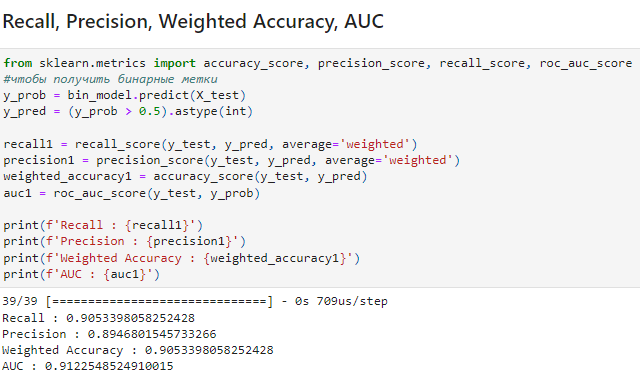 Recall, Precision, Weighted Accuracy, AUC
from sklearn.metrics import accuracy_score, precision_score, recall_score, roc_auc_score
#чтобы получить бинарные метки
y_prob = bin_model.predict(X_test)
y_pred = (y_prob > 0.5).astype(int)
recall1 = recall_score(y_test, y_pred, average='weighted')
precision1 = precision_score(y_test, y_pred, average='weighted')
weighted_accuracy1 = accuracy_score(y_test, y_pred)
auc1 = roc_auc_score(y_test, y_prob)
print(f'Recall : {recall1}')
print(f'Precision : {precision1}')
print(f'Weighted Accuracy : {weighted_accuracy1}')
print(f'AUC : {auc1}')
39/39 [==============================] - 0s 709us/step
Recall : 0.9053398058252428
Precision : 0.8946801545733266
Weighted Accuracy : 0.9053398058252428
AUC : 0.9122548524910015